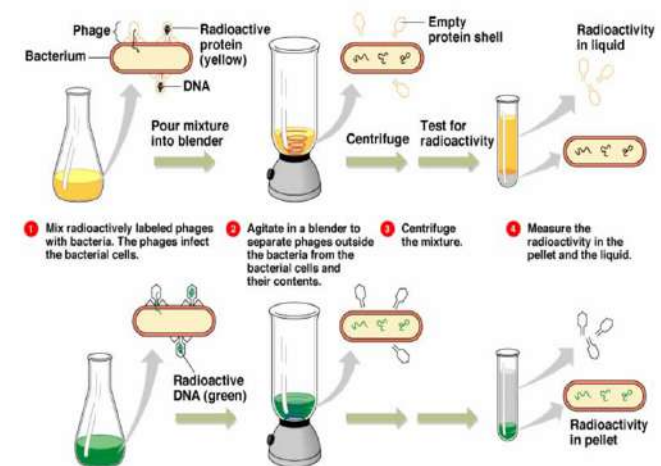 Phage
Bacterium
Radioactive
protein
(yellow)
DNA
Pour mixture
into blender
Empty
protein shell
Centrifuge
Test for
radioactivity
Radioactivity
in liquid
1 Mix radioactively labeled phages
with bacteria. The phages infect
the bacterial cells.
2 Agitate in a blender to
separate phages outside
the bacteria from the
bacterial cells and
their contents.
3 Centrifuge
the mixture.
4 Measure the
radioactivity in the
pellet and the liquid.
Radioactive
DNA (green)
Radioactivity
in pellet